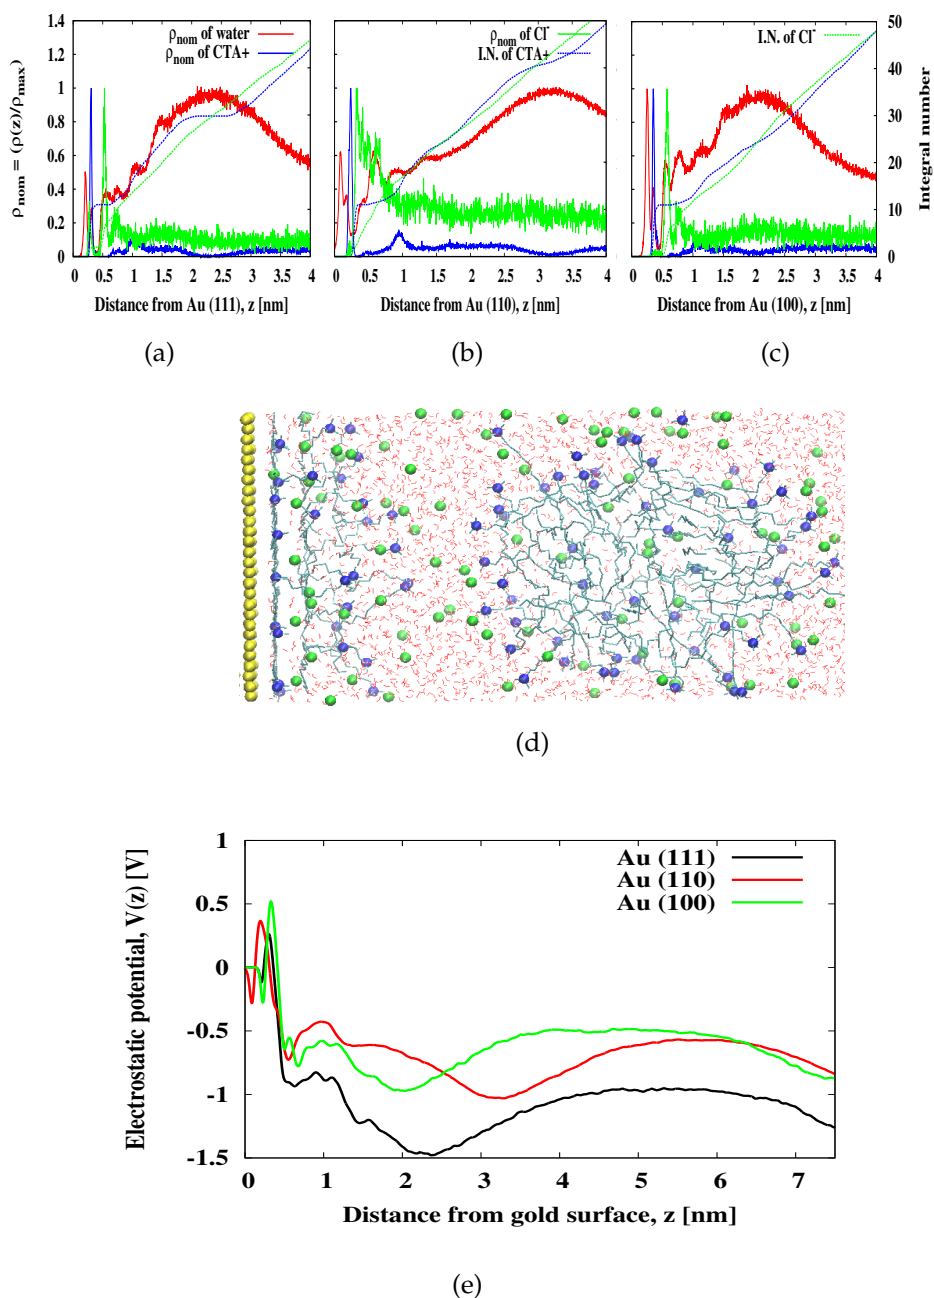 ρnom = (ρ(z)/ρmax)
1.4
1.2
1
0.8
0.6
0.4
0.2
0
ρnom of water
ρnom of CTA+
0 0.5 1 1.5 2 2.5 3 3.5 4
Distance from Au (111), z [nm]
(a)
ρnom of Cl-
I.N. of CTA+
0 0.5 1 1.5 2 2.5 3 3.5 4
Distance from Au (110), z [nm]
(b)
I.N. of Cl-
50
40
30
20
10
0
Integral number
0 0.5 1 1.5 2 2.5 3 3.5 4
Distance from Au (100), z [nm]
(c)
(d)
Electrostatic potential, V(z) [V]
1
0.5
0
-0.5
-1
-1.5
Au (111)
Au (110)
Au (100)
0 1 2 3 4 5 6 7
Distance from gold surface, z [nm]
(e)